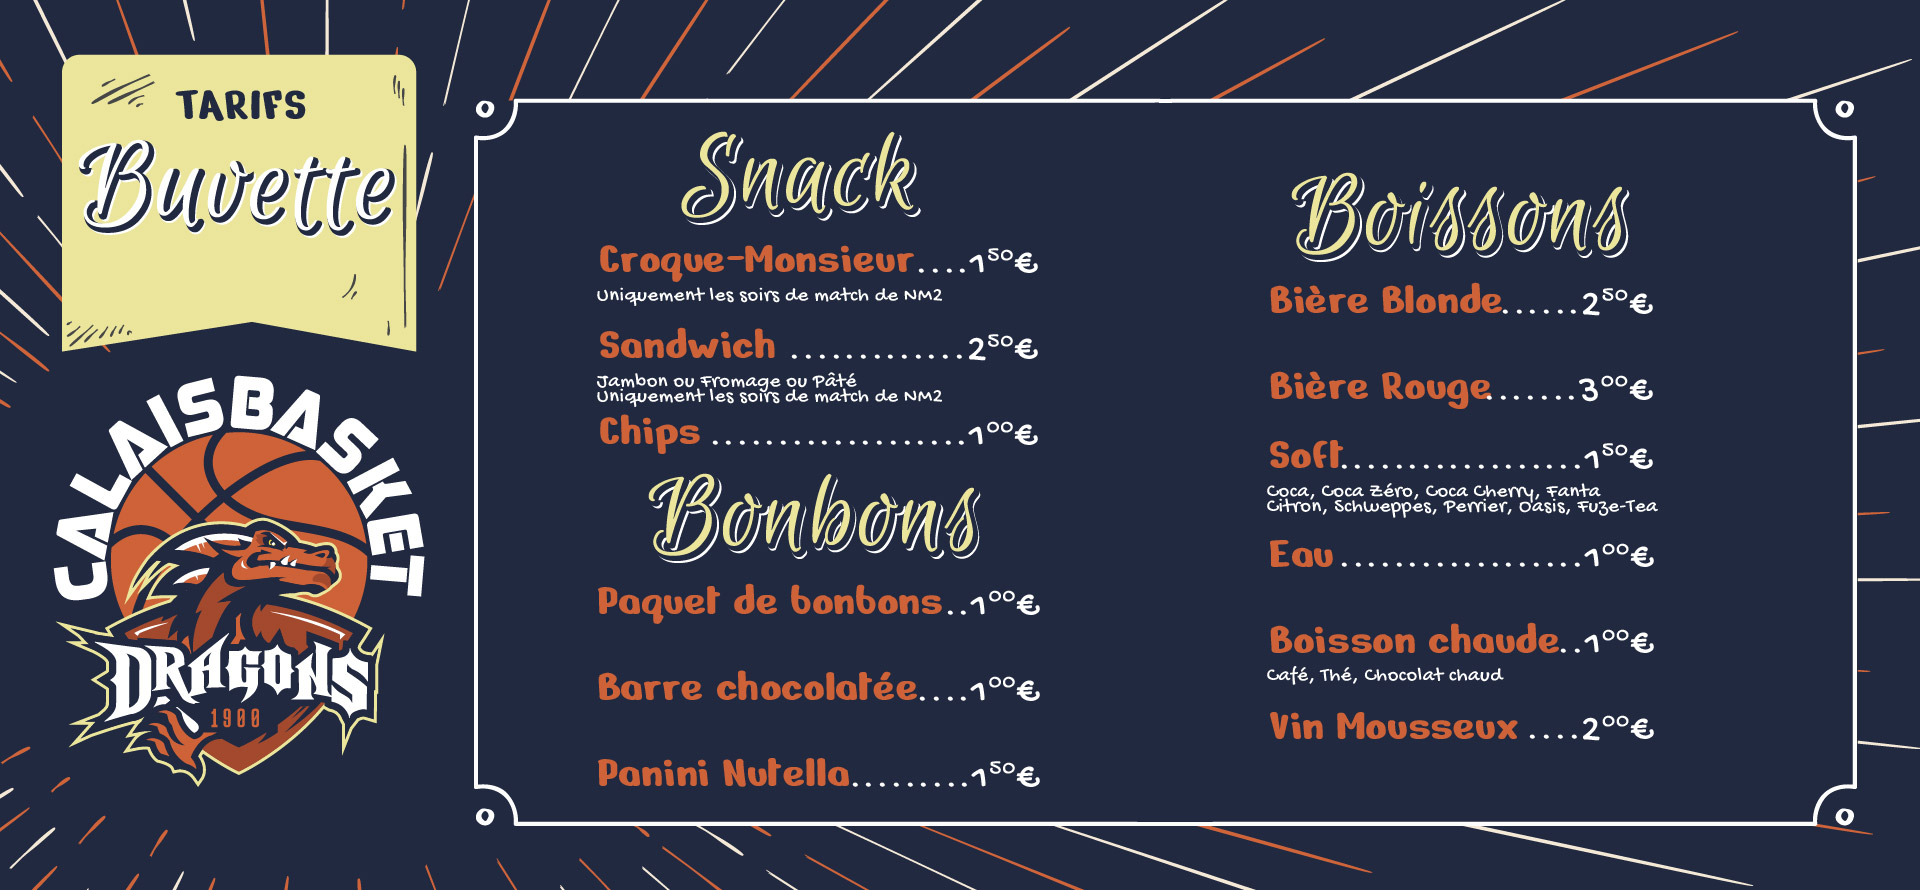 TARIFS
Buvette
CALAISBASKET
DRAGONS
1900
Snack
Croque-Monsieur....1⁵⁰€
Uniquement les soirs de match de NM2
Sandwich .............2⁵⁰€
Jambon ou Fromage ou Pâté
Uniquement les soirs de match de NM2
Chips ...................1⁰⁰€
Bonbons
Paquet de bonbons..1⁰⁰€
Barre chocolatée....1⁰⁰€
Panini Nutella.........1⁵⁰€
Boissons
Bière Blonde......2⁵⁰€
Bière Rouge.......3⁰⁰€
Soft..................1⁵⁰€
Coca, Coca Zéro, Coca Cherry, Fanta
Citron, Schweppes, Perrier, Oasis, Fuze-Tea
Eau ..................1⁰⁰€
Boisson chaude..1⁰⁰€
Café, Thé, Chocolat chaud
Vin Mousseux ....2⁰⁰€